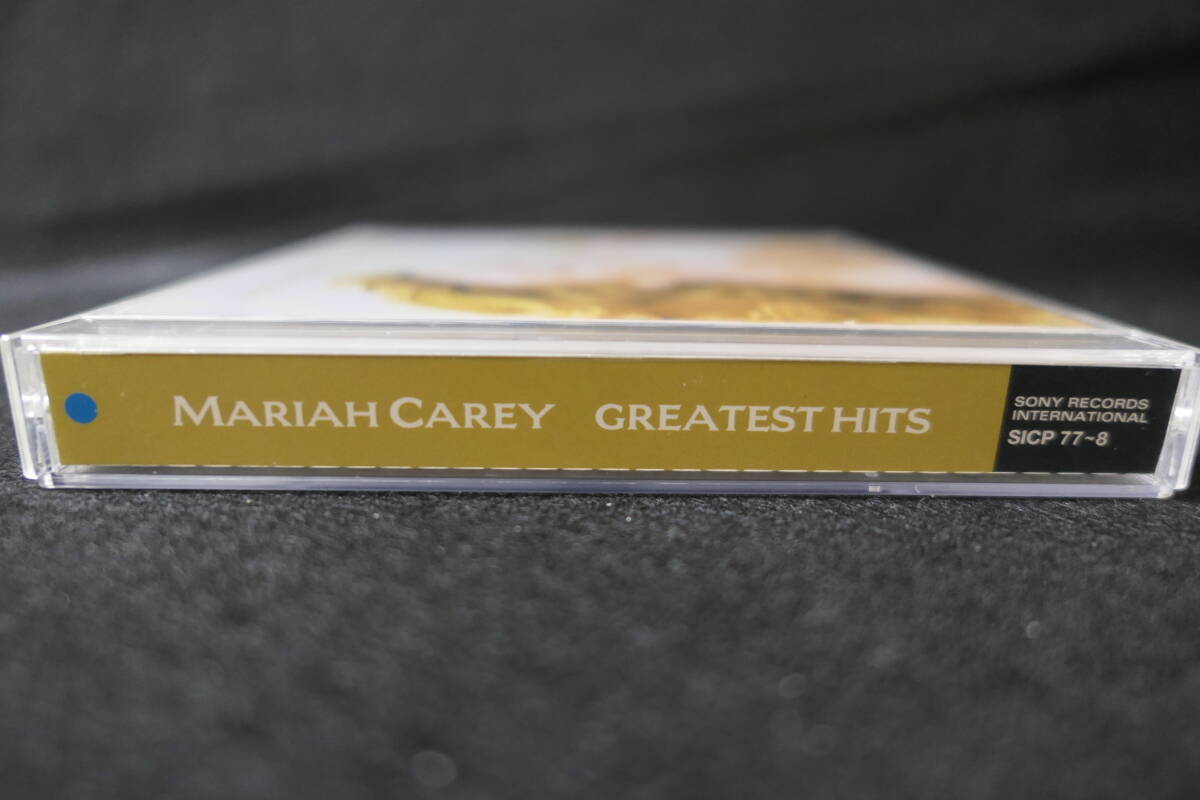 MARIAH CAREY GREATEST HITS
SONY RECORDS
INTERNATIONAL
SICP 77~8